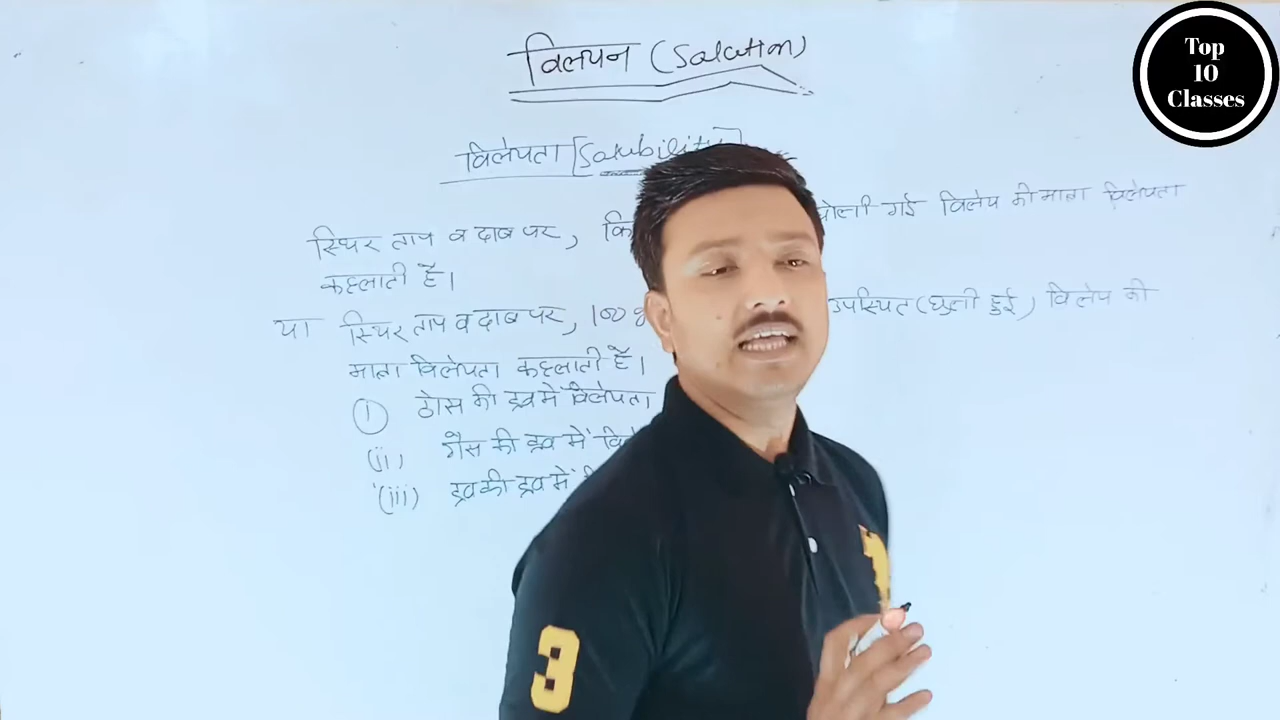 विलयन (Solution)
विलेयता [Solubility]
स्थिर ताप व दाब पर, कि घोली गई विलेय की मात्रा विलेयता
कहलाती है।
या स्थिर ताप व दाब पर, 100 g उपस्थित (घुली हुई) विलेय की
मात्रा विलेयता कहलाती है।
(i) ठोस की द्रव में विलेयता
(ii) गैस की द्रव में
(iii) द्रव की द्रव में
Top
10
Classes
3